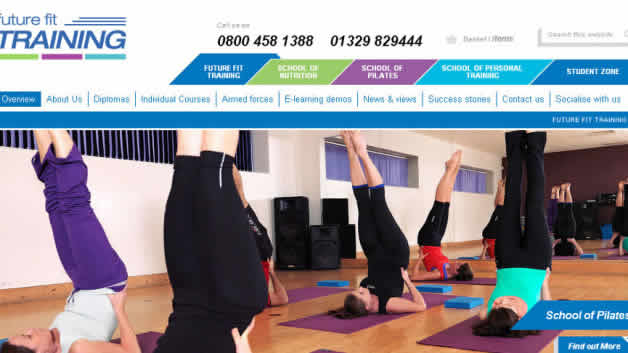 future fit
TRAINING
Call us on:
0800 458 1388 01329 829444
Basket | Items
Search this website
FUTURE FIT TRAINING
SCHOOL OF NUTRITION
SCHOOL OF PILATES
SCHOOL OF PERSONAL TRAINING
STUDENT ZONE
Overview About Us Diplomas Individual Courses Armed forces E-learning demos News & views Success stories Contact us Socialise with us
FUTURE FIT TRAINING
School of Pilates
Find out More